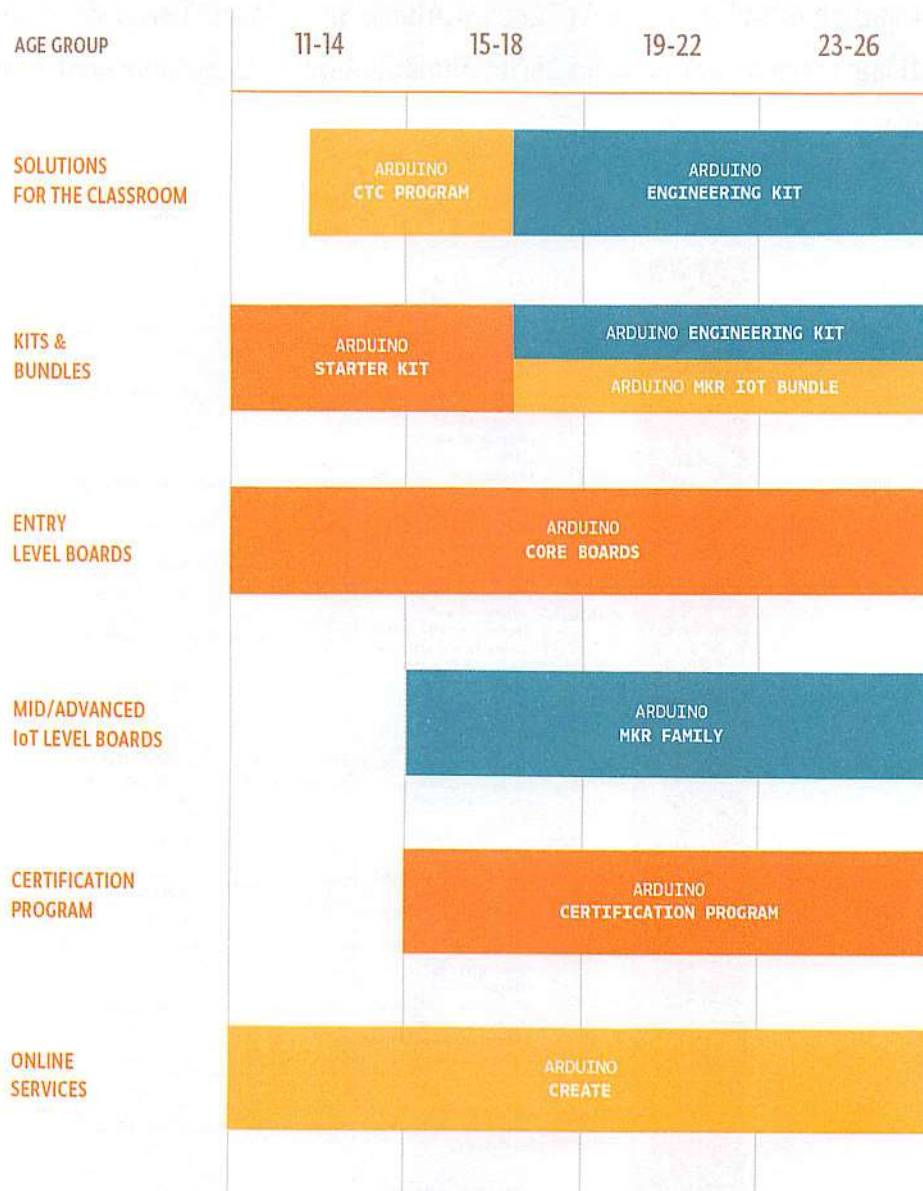 AGE GROUP 11-14 15-18 19-22 23-26
SOLUTIONS
FOR THE CLASSROOM
ARDUINO
CTC PROGRAM
ARDUINO
ENGINEERING KIT
KITS &
BUNDLES
ARDUINO
STARTER KIT
ARDUINO ENGINEERING KIT
ARDUINO MKR IOT BUNDLE
ENTRY
LEVEL BOARDS
ARDUINO
CORE BOARDS
MID/ADVANCED
IoT LEVEL BOARDS
ARDUINO
MKR FAMILY
CERTIFICATION
PROGRAM
ARDUINO
CERTIFICATION PROGRAM
ONLINE
SERVICES
ARDUINO
CREATE